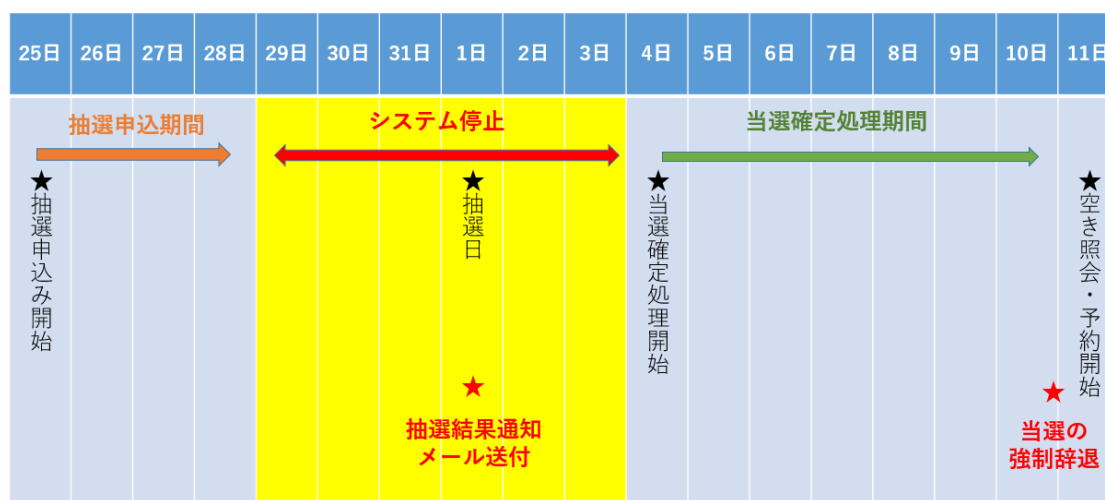 25日 26日 27日 28日 29日 30日 31日 1日 2日 3日 4日 5日 6日 7日 8日 9日 10日 11日
抽選申込期間
システム停止
当選確定処理期間
★抽選申込み開始
★抽選日
★当選確定処理開始
★空き照会・予約開始
★
抽選結果通知
メール送付
★
当選の
強制辞退